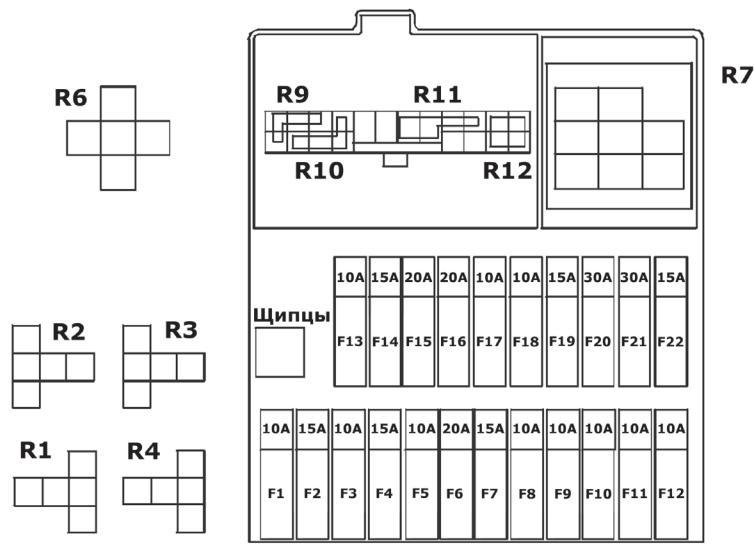 R6
R9
R11
R7
R10
R12
10A 15A 20A 20A 10A 10A 15A 30A 30A 15A
Щипцы
F13 F14 F15 F16 F17 F18 F19 F20 F21 F22
R2
R3
10A 15A 10A 15A 10A 20A 15A 10A 10A 10A 10A 10A
R1
R4
F1 F2 F3 F4 F5 F6 F7 F8 F9 F10 F11 F12